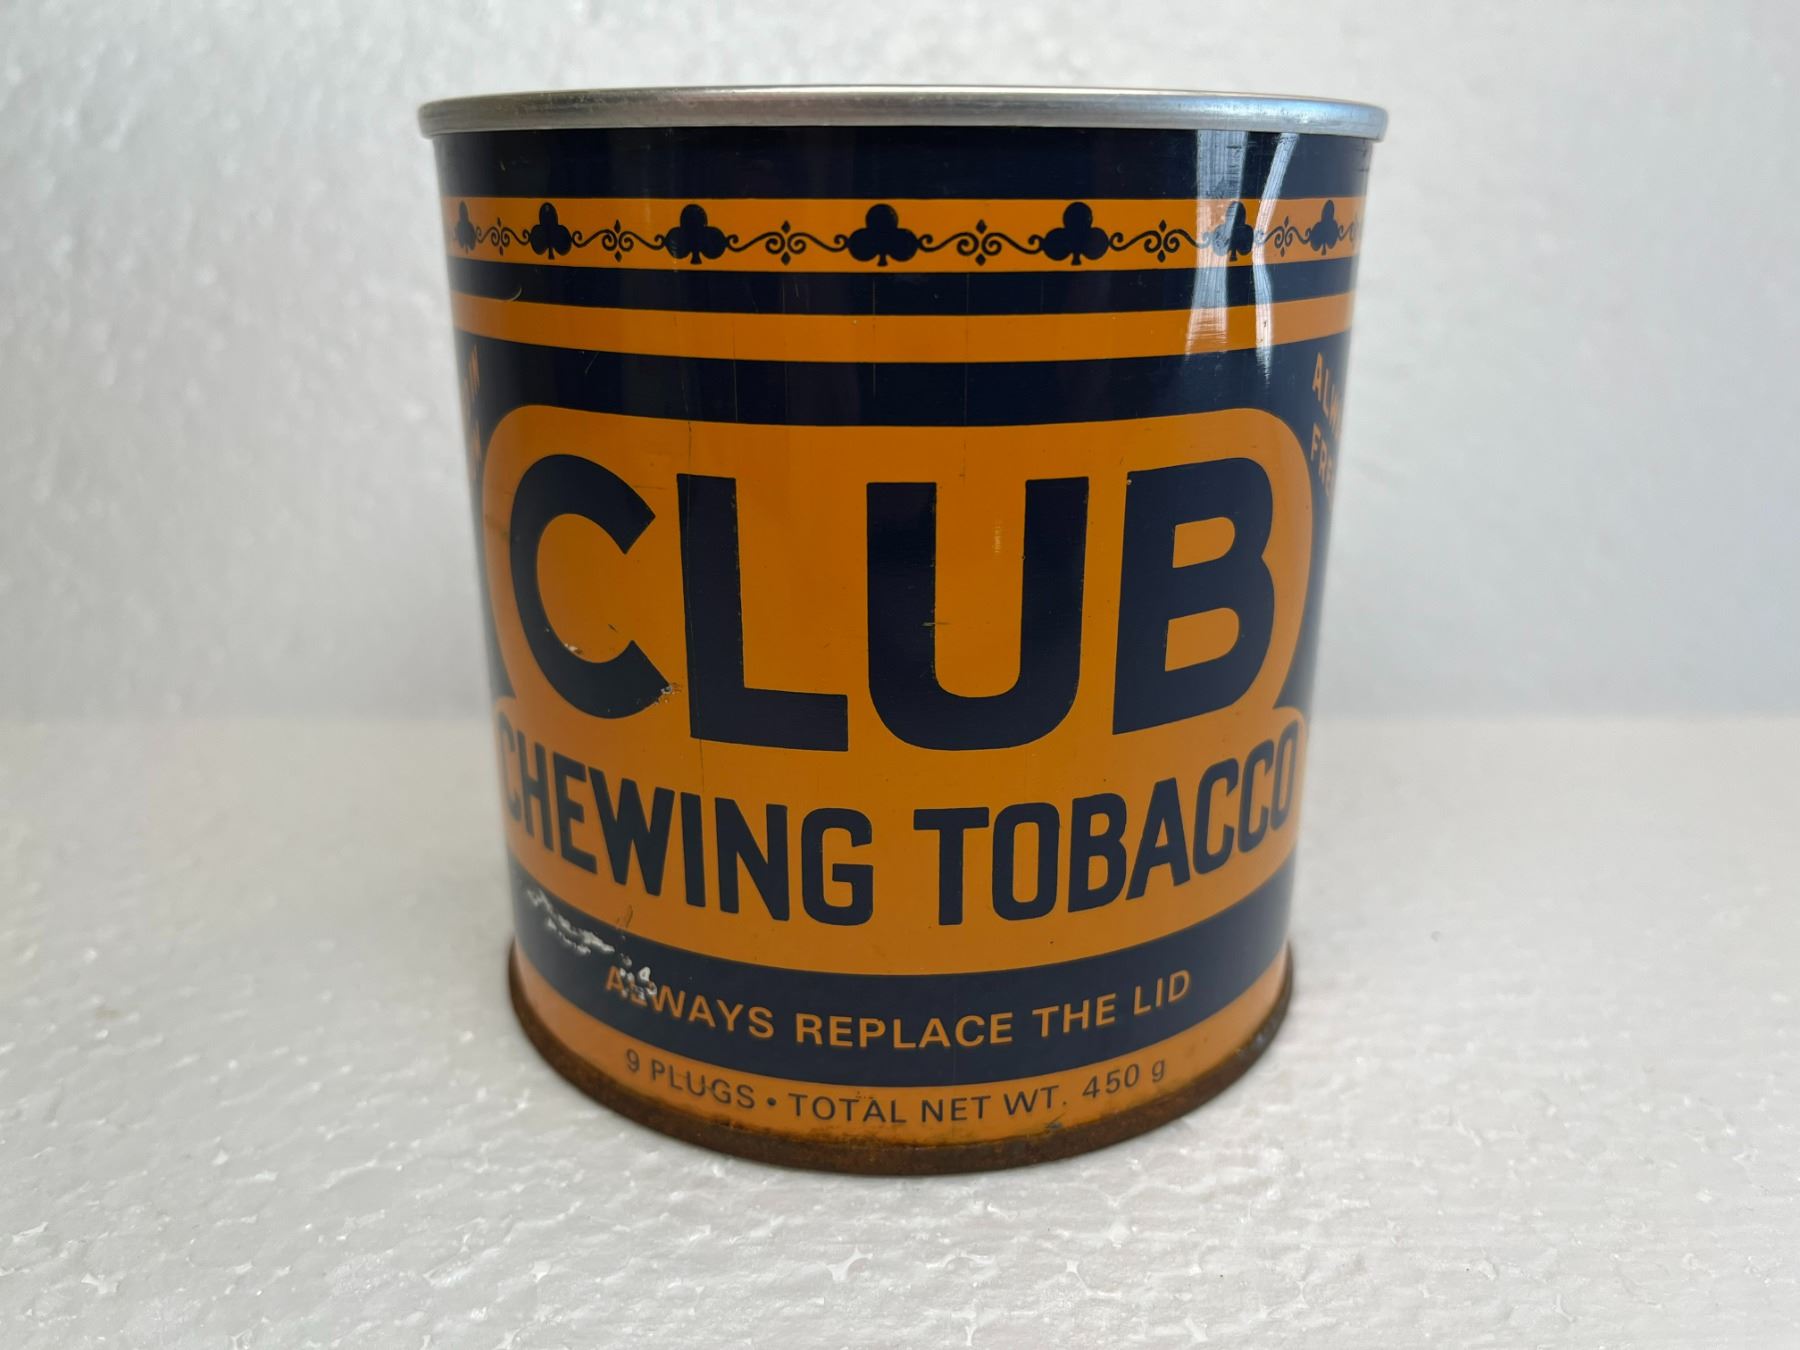 CLUB
CHEWING TOBACCO
ALWAYS REPLACE THE LID
9 PLUGS • TOTAL NET WT. 450 g